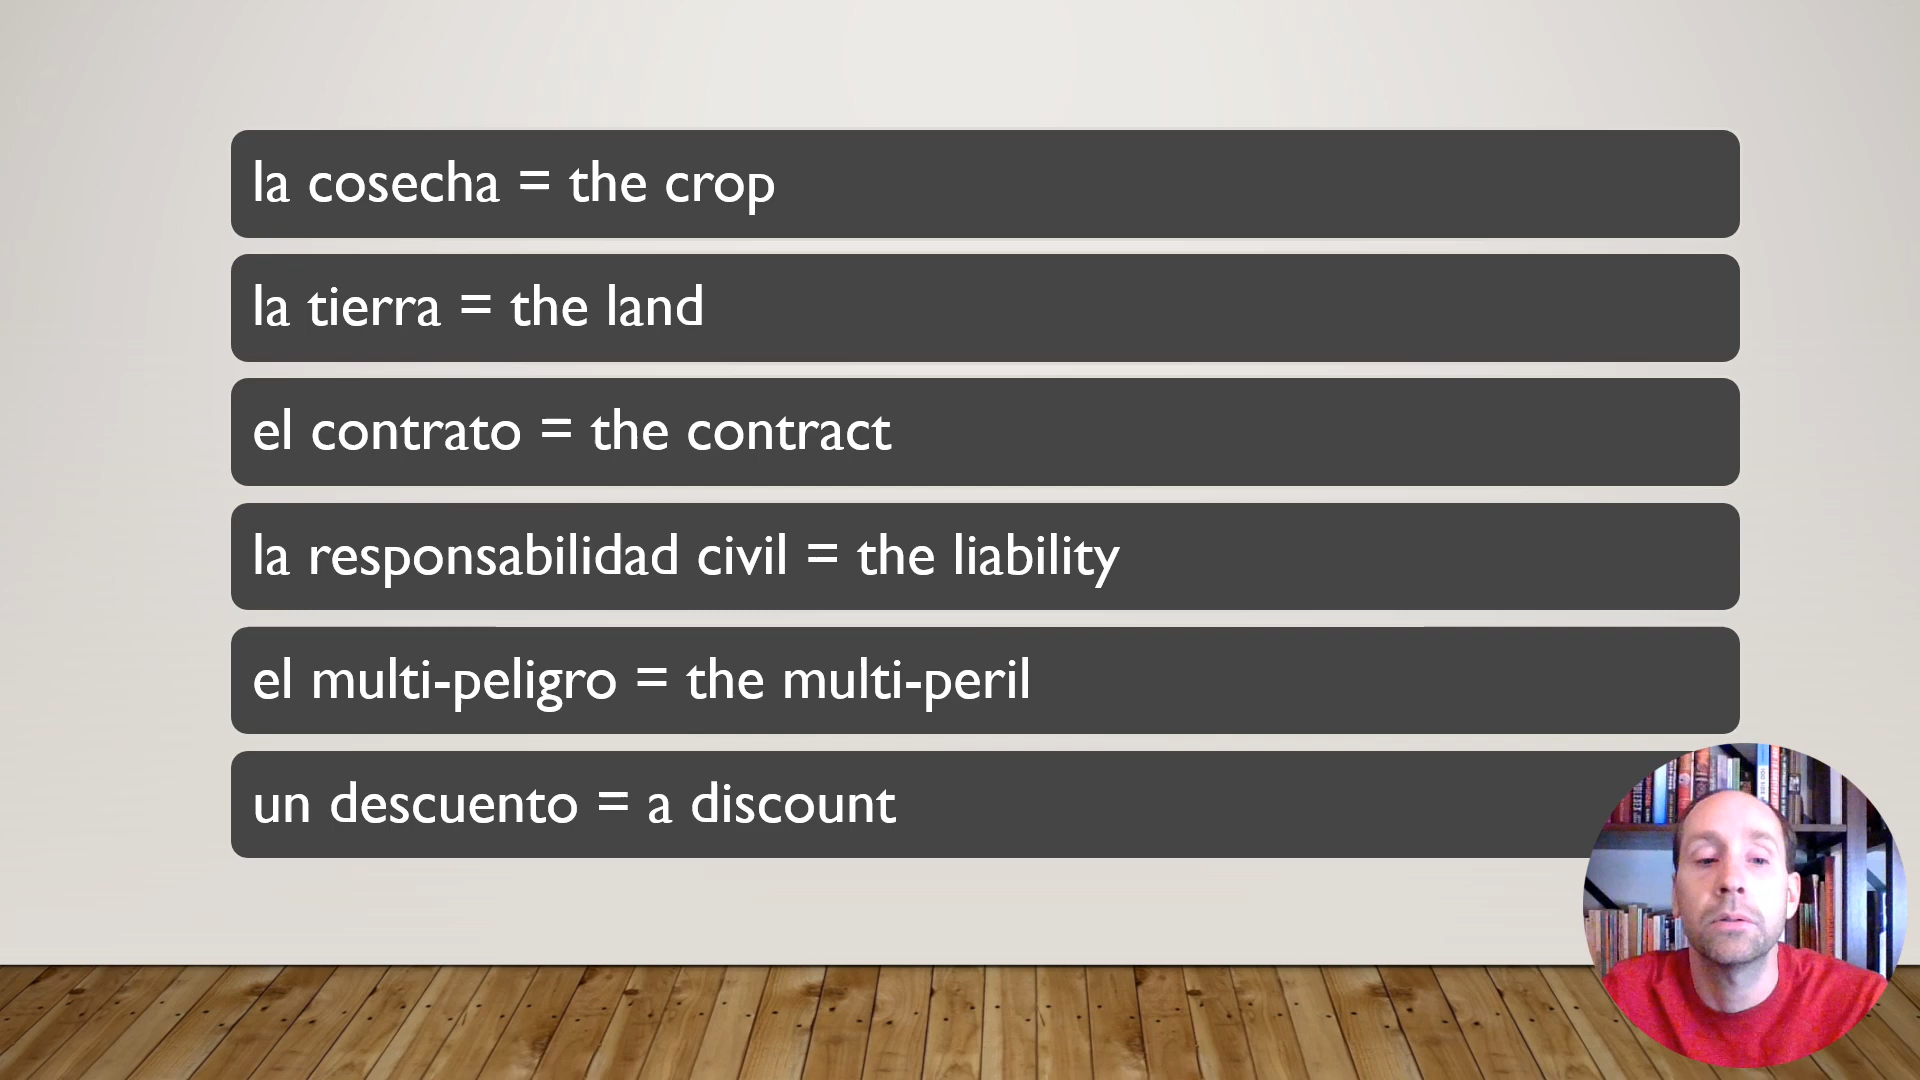 la cosecha = the crop
la tierra = the land
el contrato = the contract
la responsabilidad civil = the liability
el multi-peligro = the multi-peril
un descuento = a discount